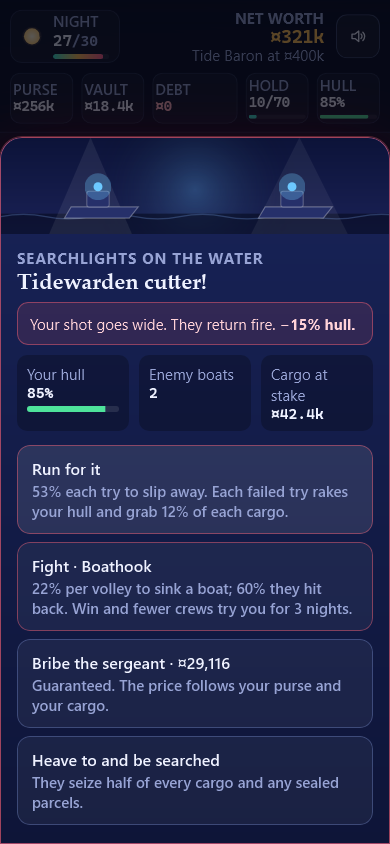 NIGHT
27/30
NET WORTH
¤321k
Tide Baron at ¤400k
PURSE
¤256k
VAULT
¤18.4k
DEBT
¤0
HOLD
10/70
HULL
85%
SEARCHLIGHTS ON THE WATER
Tidewarden cutter!
Your shot goes wide. They return fire. −15% hull.
Your hull
85%
Enemy boats
2
Cargo at
stake
¤42.4k
Run for it
53% each try to slip away. Each failed try rakes
your hull and grab 12% of each cargo.
Fight · Boathook
22% per volley to sink a boat; 60% they hit
back. Win and fewer crews try you for 3 nights.
Bribe the sergeant · ¤29,116
Guaranteed. The price follows your purse and
your cargo.
Heave to and be searched
They seize half of every cargo and any sealed
parcels.